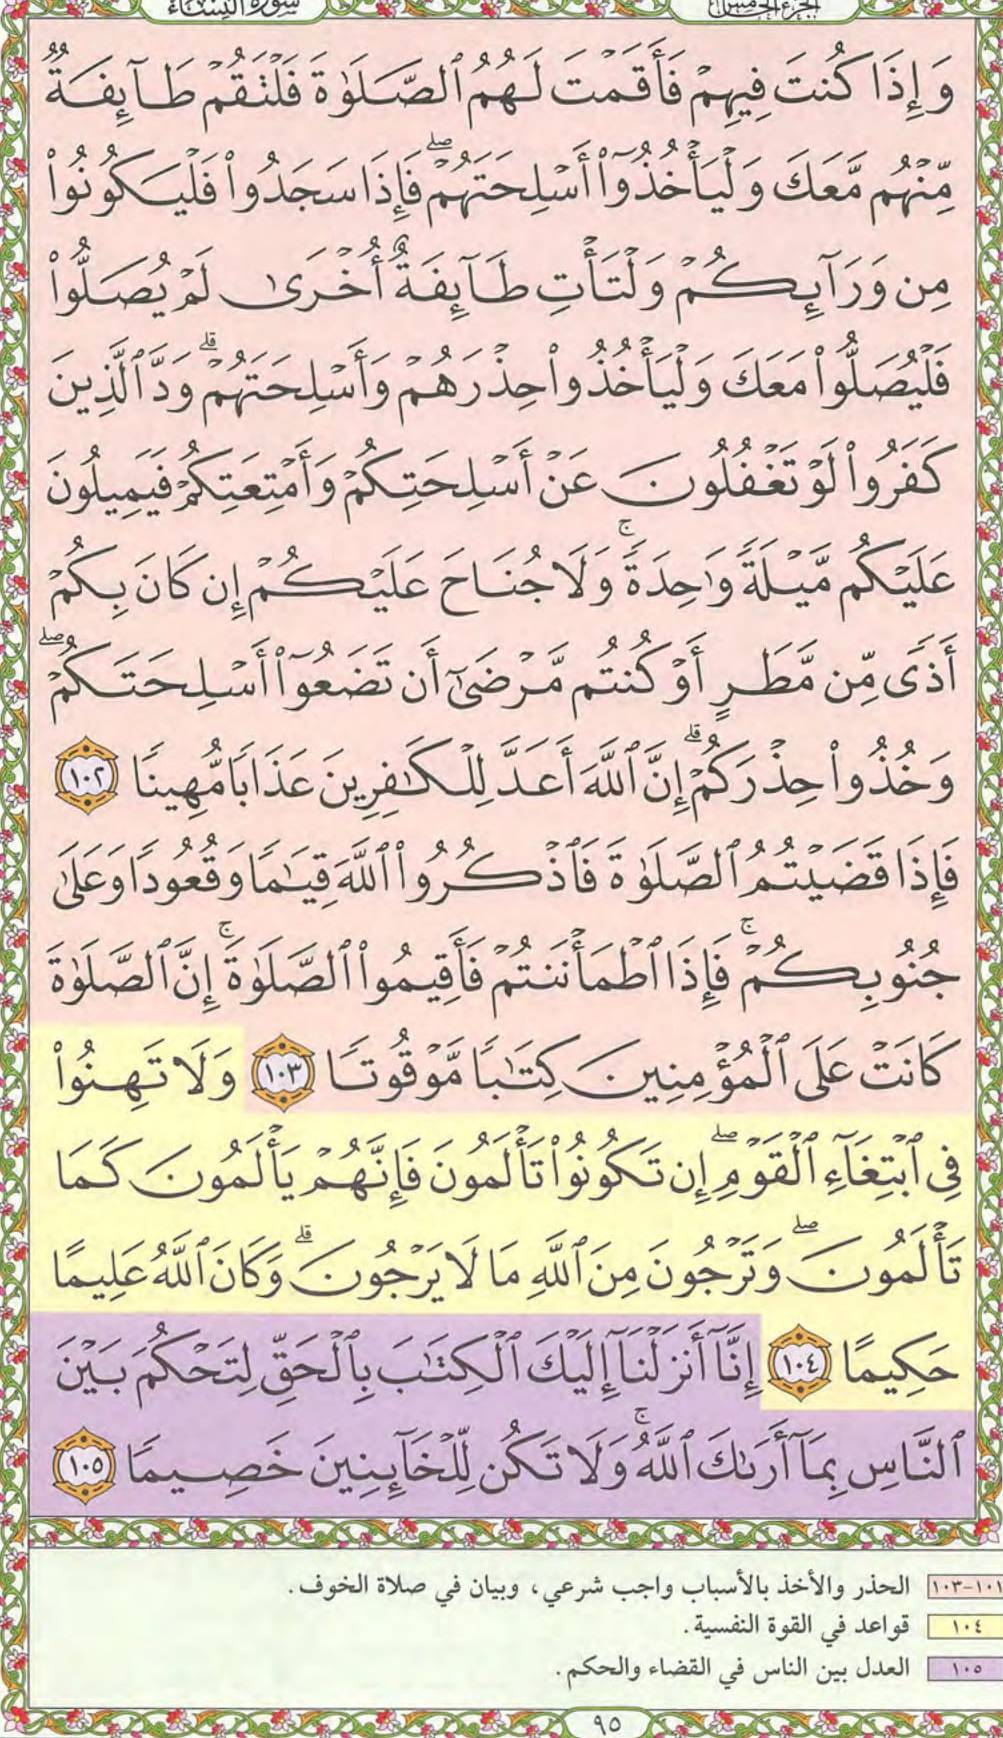 الجزء الخامس
سورة النساء
وَإِذَا كُنتَ فِيهِمۡ فَأَقَمۡتَ لَهُمُ ٱلصَّلَوٰةَ فَلۡتَقُمۡ طَآئِفَةٞ
مِّنۡهُم مَّعَكَ وَلۡيَأۡخُذُوٓاْ أَسۡلِحَتَهُمۡۖ فَإِذَا سَجَدُواْ فَلۡيَكُونُواْ
مِن وَرَآئِكُمۡ وَلۡتَأۡتِ طَآئِفَةٌ أُخۡرَىٰ لَمۡ يُصَلُّواْ
فَلۡيُصَلُّواْ مَعَكَ وَلۡيَأۡخُذُواْ حِذۡرَهُمۡ وَأَسۡلِحَتَهُمۡۗ وَدَّ ٱلَّذِينَ
كَفَرُواْ لَوۡ تَغۡفُلُونَ عَنۡ أَسۡلِحَتِكُمۡ وَأَمۡتِعَتِكُمۡ فَيَمِيلُونَ
عَلَيۡكُم مَّيۡلَةٗ وَٰحِدَةٗۚ وَلَا جُنَاحَ عَلَيۡكُمۡ إِن كَانَ بِكُمۡ
أَذٗى مِّن مَّطَرٍ أَوۡ كُنتُم مَّرۡضَىٰٓ أَن تَضَعُوٓاْ أَسۡلِحَتَكُمۡۖ
وَخُذُواْ حِذۡرَكُمۡۗ إِنَّ ٱللَّهَ أَعَدَّ لِلۡكَٰفِرِينَ عَذَابٗا مُّهِينٗا ١٠٢
فَإِذَا قَضَيۡتُمُ ٱلصَّلَوٰةَ فَٱذۡكُرُواْ ٱللَّهَ قِيَٰمٗا وَقُعُودٗا وَعَلَىٰ
جُنُوبِكُمۡۚ فَإِذَا ٱطۡمَأۡنَنتُمۡ فَأَقِيمُواْ ٱلصَّلَوٰةَۚ إِنَّ ٱلصَّلَوٰةَ
كَانَتۡ عَلَى ٱلۡمُؤۡمِنِينَ كِتَٰبٗا مَّوۡقُوتٗا ١٠٣ وَلَا تَهِنُواْ
فِي ٱبۡتِغَآءِ ٱلۡقَوۡمِۖ إِن تَكُونُواْ تَأۡلَمُونَ فَإِنَّهُمۡ يَأۡلَمُونَ كَمَا
تَأۡلَمُونَۖ وَتَرۡجُونَ مِنَ ٱللَّهِ مَا لَا يَرۡجُونَۗ وَكَانَ ٱللَّهُ عَلِيمًا
حَكِيمًا ١٠٤ إِنَّآ أَنزَلۡنَآ إِلَيۡكَ ٱلۡكِتَٰبَ بِٱلۡحَقِّ لِتَحۡكُمَ بَيۡنَ
ٱلنَّاسِ بِمَآ أَرَىٰكَ ٱللَّهُۚ وَلَا تَكُن لِّلۡخَآئِنِينَ خَصِيمٗا ١٠٥
١٠١-١٠٣ الحذر والأخذ بالأسباب واجب شرعي، وبيان في صلاة الخوف.
١٠٤ قواعد في القوة النفسية.
١٠٥ العدل بين الناس في القضاء والحكم.
٩٥